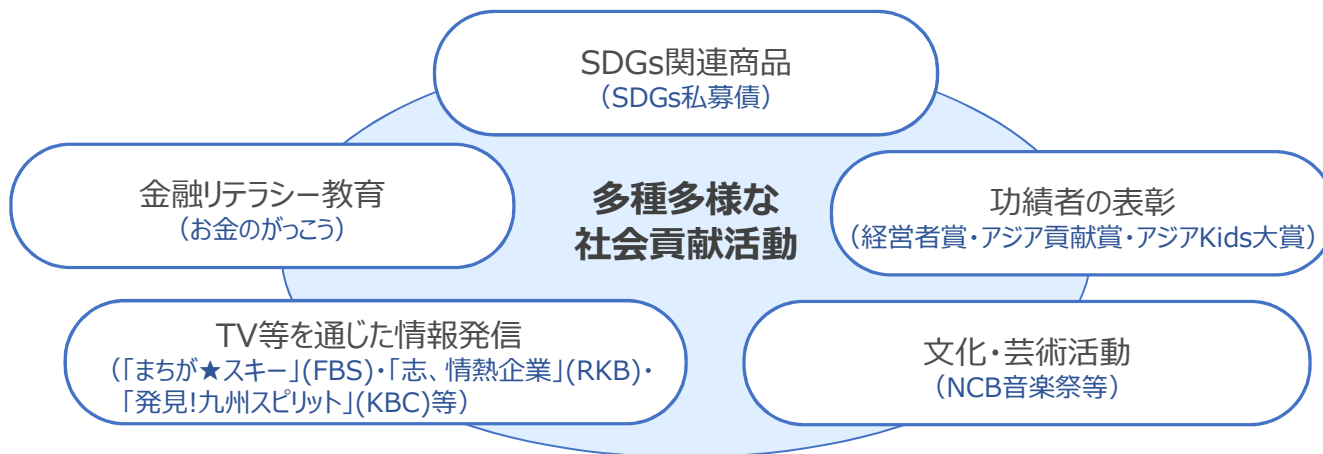 SDGs関連商品
（SDGs私募債）
金融リテラシー教育
（お金のがっこう）
多種多様な
社会貢献活動
功績者の表彰
（経営者賞・アジア貢献賞・アジアKids大賞）
TV等を通じた情報発信
（「まちが★スキー」(FBS)・「志、情熱企業」(RKB)・
「発見!九州スピリット」(KBC)等）
文化・芸術活動
（NCB音楽祭等）